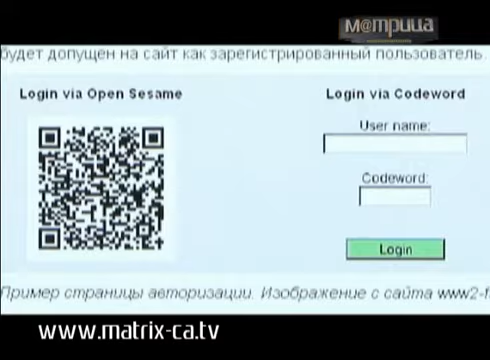 м@трица
будет допущен на сайт как зарегистрированный пользователь.
Login via Open Sesame
Login via Codeword
User name:
Codeword:
Login
Пример страницы авторизации. Изображение с сайта www2-f
www.matrix-ca.tv